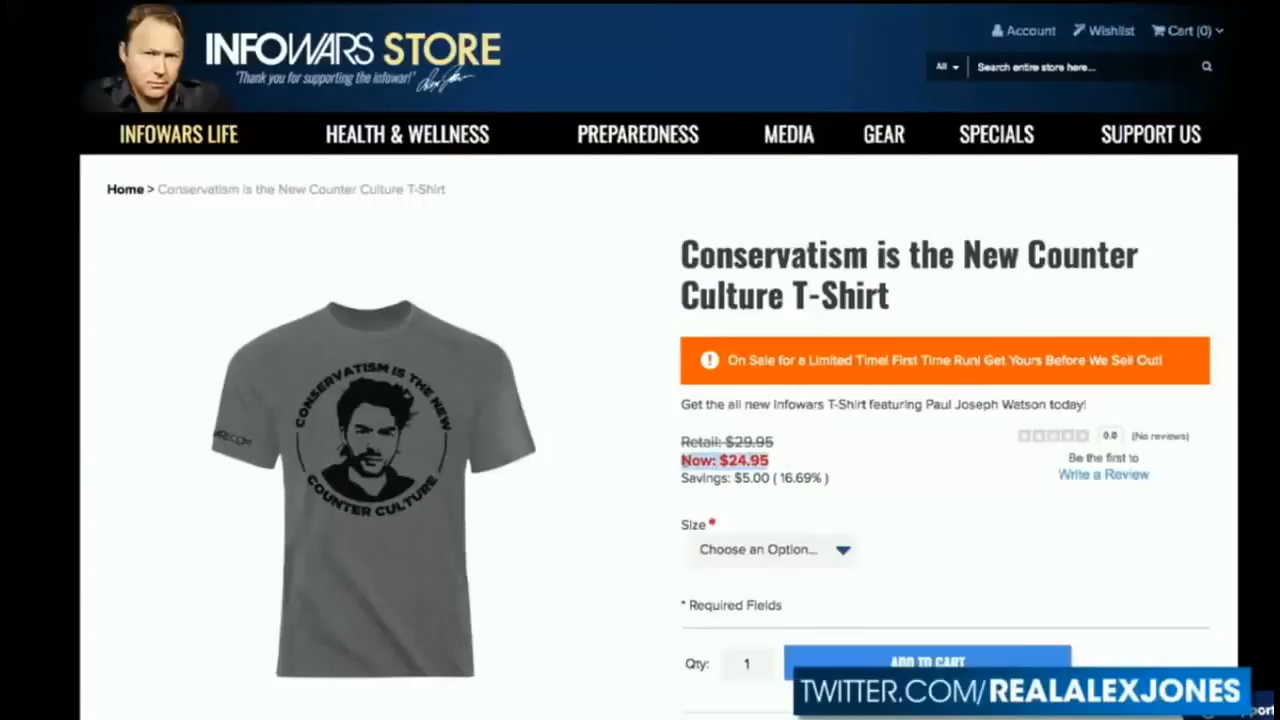 INFOWARS STORE
"Thank you for supporting the infowar!"
Account
Wishlist
Cart (0)
All
Search entire store here...
INFOWARS LIFE
HEALTH & WELLNESS
PREPAREDNESS
MEDIA
GEAR
SPECIALS
SUPPORT US
Home > Conservatism is the New Counter Culture T-Shirt
CONSERVATISM IS THE NEW
COUNTER CULTURE
Conservatism is the New Counter
Culture T-Shirt
On Sale for a Limited Time! First Time Run! Get Yours Before We Sell Out!
Get the all new Infowars T-Shirt featuring Paul Joseph Watson today!
Retail: $29.95
Now: $24.95
Savings: $5.00 ( 16.69% )
0.0 (No reviews)
Be the first to
Write a Review
Size *
Choose an Option...
* Required Fields
Qty: 1
ADD TO CART
TWITTER.COM/REALALEXJONES